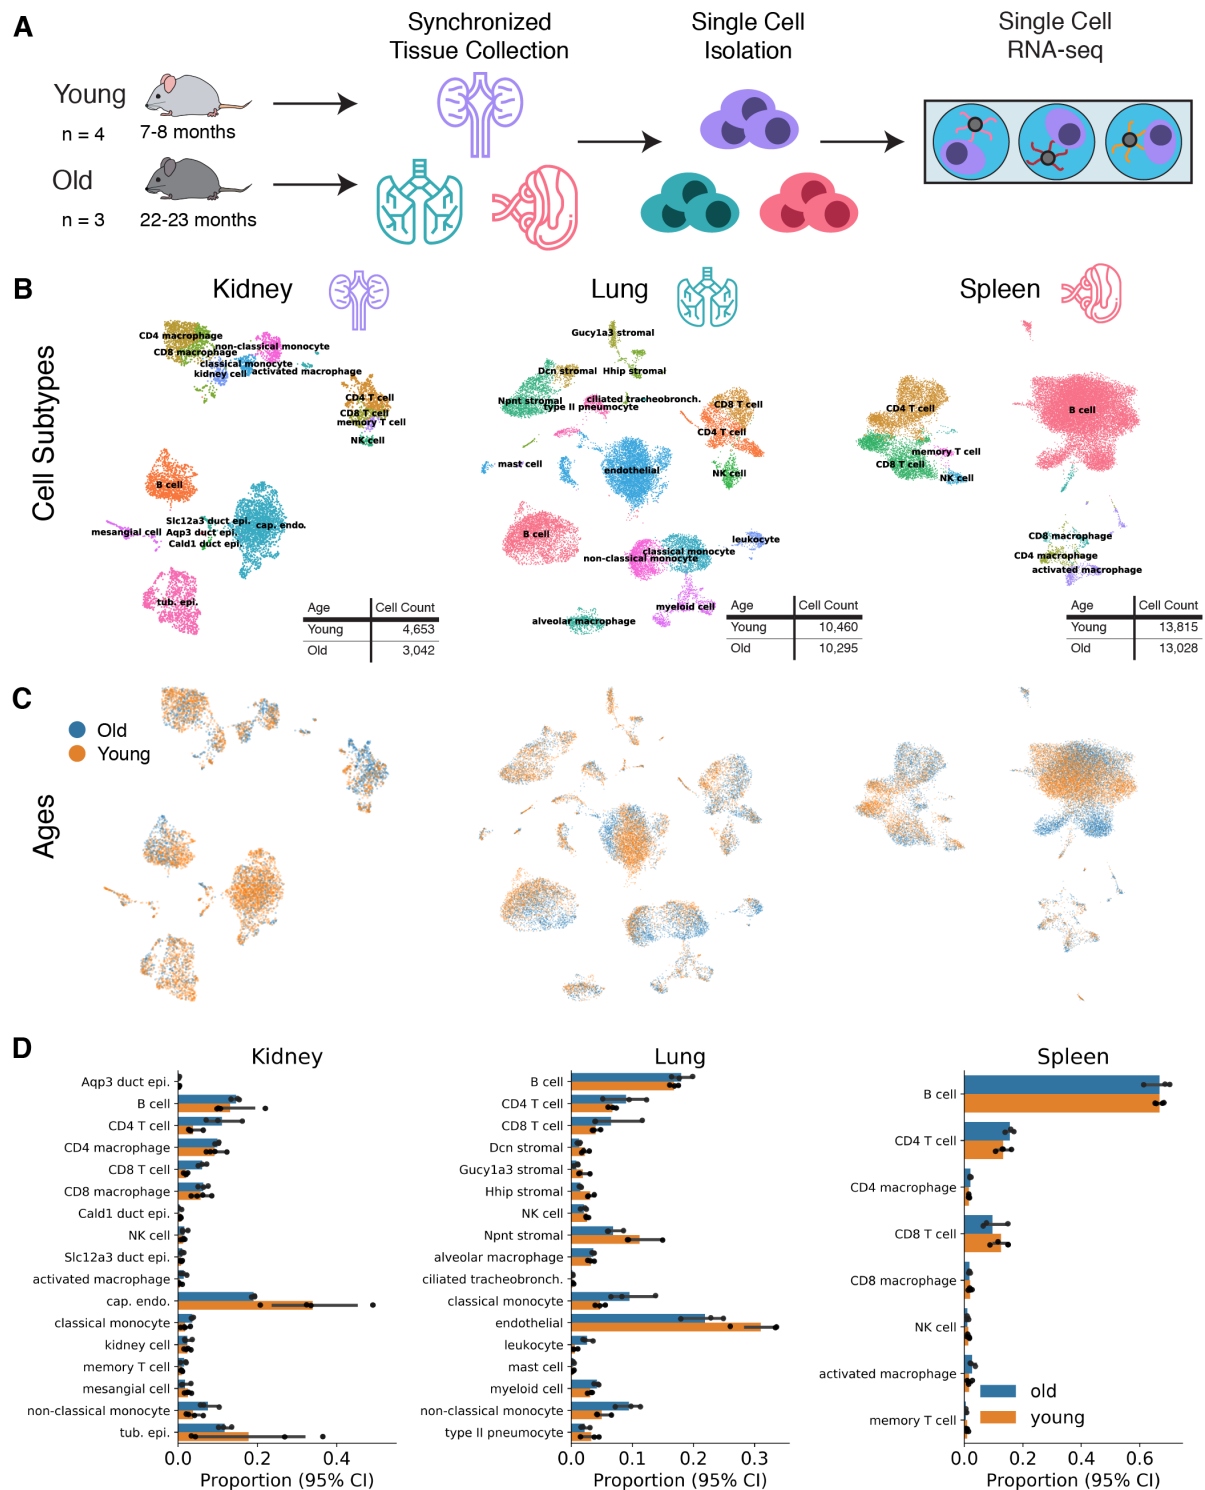 A
Synchronized
Tissue Collection
Single Cell
Isolation
Single Cell
RNA-seq
Young
n = 4
7-8 months
Old
n = 3
22-23 months
B
Cell Subtypes
Kidney
CD4 macrophage
non-classical monocyte
CD8 macrophage
classical monocyte
activated macrophage
kidney cell
CD4 T cell
CD8 T cell
memory T cell
NK cell
B cell
Slc12a3 duct epi.
cap. endo.
mesangial cell
Aqp3 duct epi.
Cald1 duct epi.
tub. epi.
Age Cell Count
Young 4,653
Old 3,042
Lung
Gucy1a3 stromal
Dcn stromal
Hhip stromal
Npnt stromal
ciliated tracheobronch.
type II pneumocyte
CD8 T cell
CD4 T cell
mast cell
endothelial
NK cell
B cell
leukocyte
classical monocyte
non-classical monocyte
myeloid cell
alveolar macrophage
Age Cell Count
Young 10,460
Old 10,295
Spleen
CD4 T cell
B cell
memory T cell
CD8 T cell
NK cell
CD8 macrophage
CD4 macrophage
activated macrophage
Age Cell Count
Young 13,815
Old 13,028
C
Ages
Old
Young
D
Kidney
Aqp3 duct epi.
B cell
CD4 T cell
CD4 macrophage
CD8 T cell
CD8 macrophage
Cald1 duct epi.
NK cell
Slc12a3 duct epi.
activated macrophage
cap. endo.
classical monocyte
kidney cell
memory T cell
mesangial cell
non-classical monocyte
tub. epi.
0.0 0.2 0.4
Proportion (95% CI)
Lung
B cell
CD4 T cell
CD8 T cell
Dcn stromal
Gucy1a3 stromal
Hhip stromal
NK cell
Npnt stromal
alveolar macrophage
ciliated tracheobronch.
classical monocyte
endothelial
leukocyte
mast cell
myeloid cell
non-classical monocyte
type II pneumocyte
0.0 0.1 0.2 0.3
Proportion (95% CI)
Spleen
B cell
CD4 T cell
CD4 macrophage
CD8 T cell
CD8 macrophage
NK cell
activated macrophage
memory T cell
old
young
0.0 0.2 0.4 0.6
Proportion (95% CI)